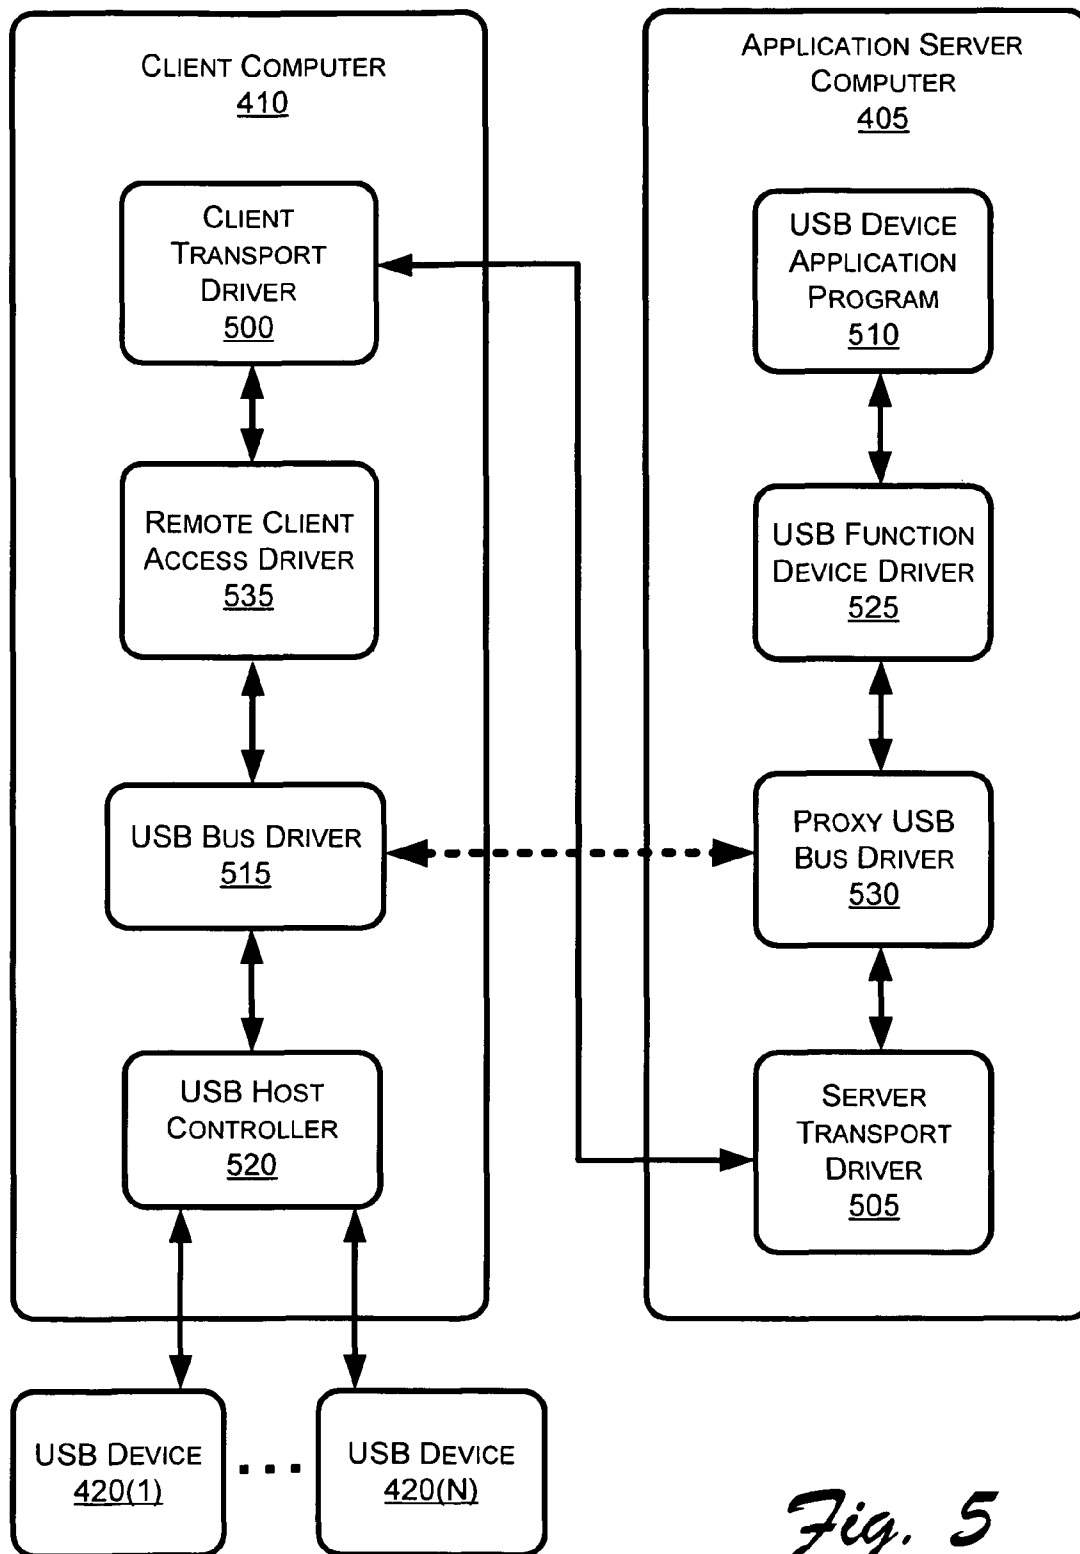 CLIENT COMPUTER
410
CLIENT
TRANSPORT
DRIVER
500
REMOTE CLIENT
ACCESS DRIVER
535
USB BUS DRIVER
515
USB HOST
CONTROLLER
520
USB DEVICE
420(1)
...
USB DEVICE
420(N)
APPLICATION SERVER
COMPUTER
405
USB DEVICE
APPLICATION
PROGRAM
510
USB FUNCTION
DEVICE DRIVER
525
PROXY USB
BUS DRIVER
530
SERVER
TRANSPORT
DRIVER
505
Fig. 5